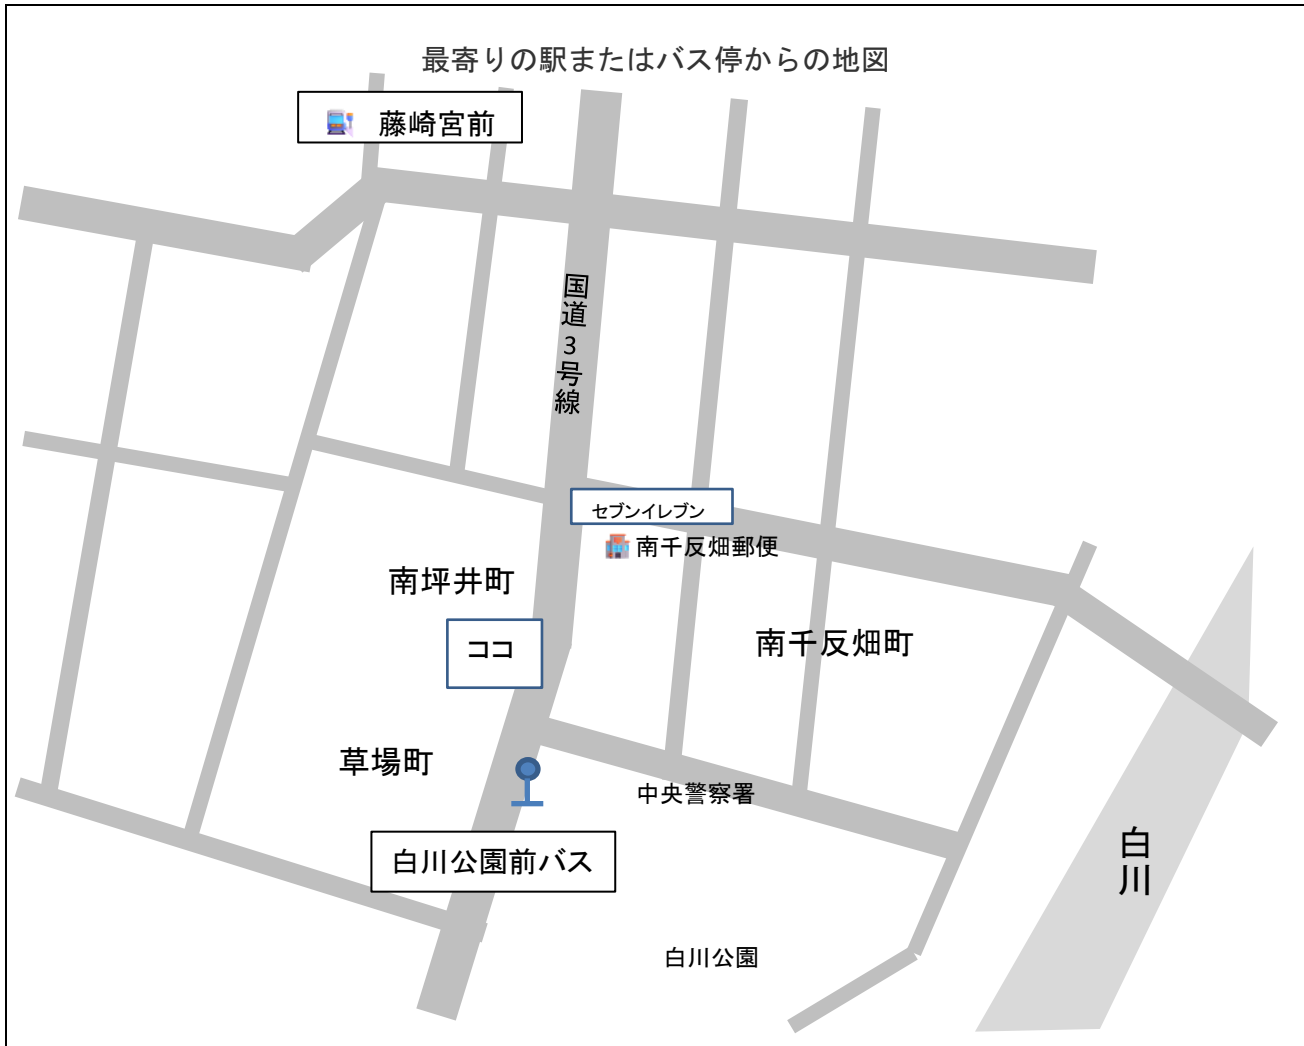 最寄りの駅またはバス停からの地図
藤崎宮前
国道3号線
セブンイレブン
南千反畑郵便
南坪井町
ココ
南千反畑町
草場町
中央警察署
白川公園前バス
白川
白川公園